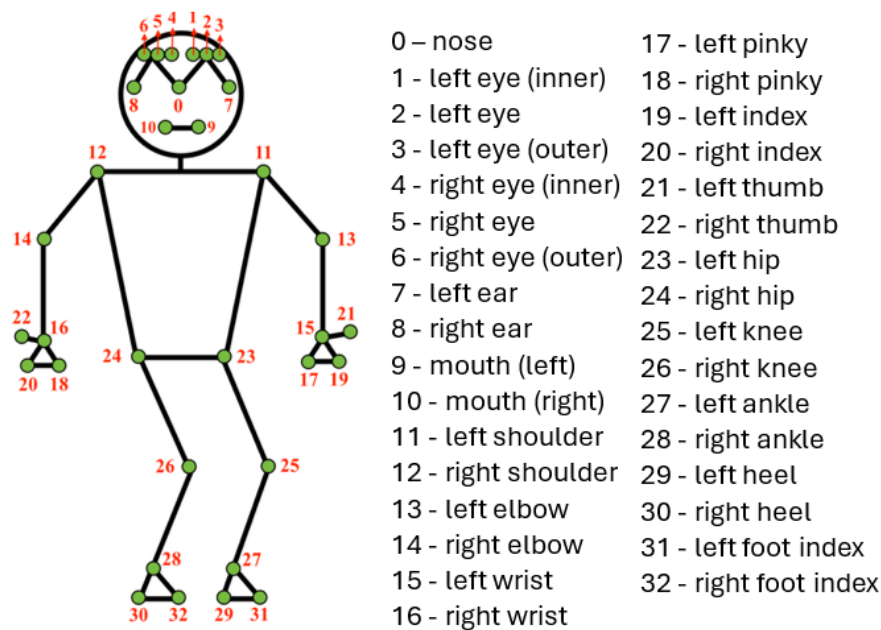 6 5 4 1 2 3
8 0 7
10 9
12 11
14 13
22 16 15 21
20 18 17 19
24 23
26 25
28 27
30 32 29 31
0 – nose
1 - left eye (inner)
2 - left eye
3 - left eye (outer)
4 - right eye (inner)
5 - right eye
6 - right eye (outer)
7 - left ear
8 - right ear
9 - mouth (left)
10 - mouth (right)
11 - left shoulder
12 - right shoulder
13 - left elbow
14 - right elbow
15 - left wrist
16 - right wrist
17 - left pinky
18 - right pinky
19 - left index
20 - right index
21 - left thumb
22 - right thumb
23 - left hip
24 - right hip
25 - left knee
26 - right knee
27 - left ankle
28 - right ankle
29 - left heel
30 - right heel
31 - left foot index
32 - right foot index